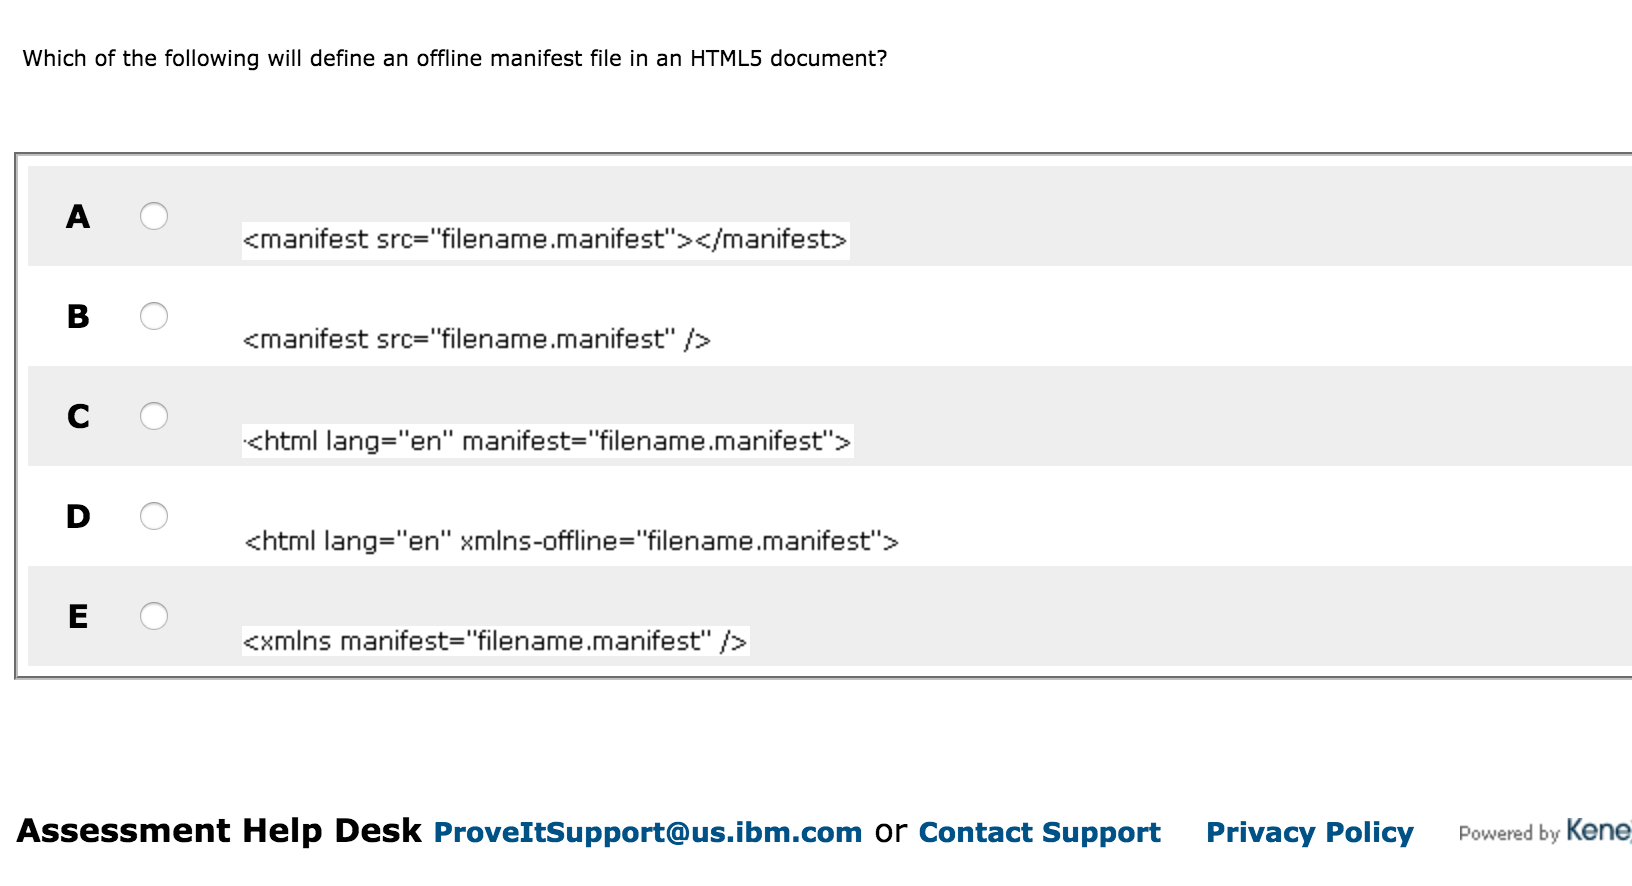 Which of the following will define an offline manifest file in an HTML5 document?
A
<manifest src="filename.manifest"></manifest>
B
<manifest src="filename.manifest" />
C
<html lang="en" manifest="filename.manifest">
D
<html lang="en" xmlns-offline="filename.manifest">
E
<xmlns manifest="filename.manifest" />
Assessment Help Desk ProveItSupport@us.ibm.com or Contact Support Privacy Policy Powered by